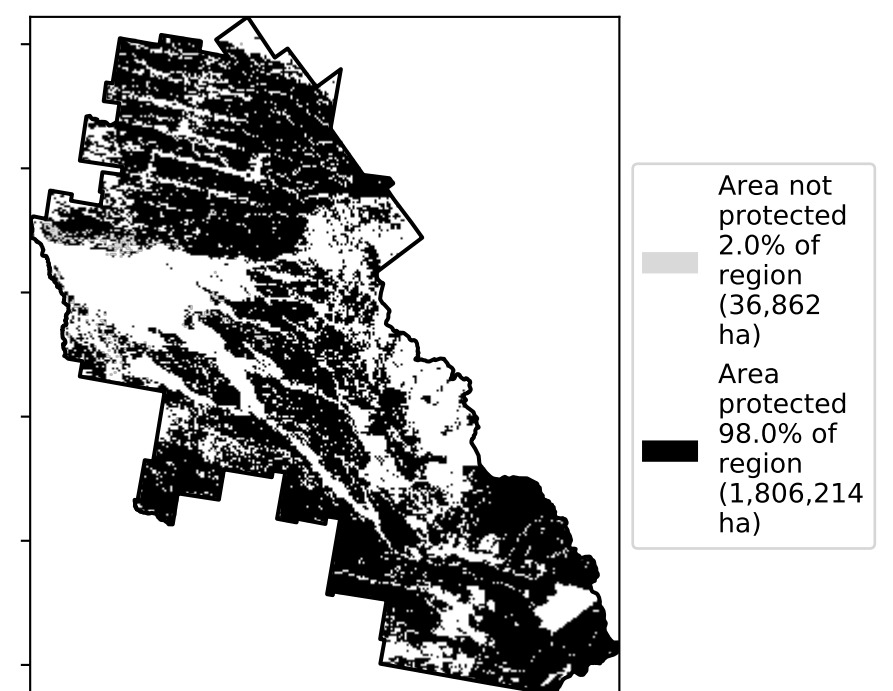 Area not
protected
2.0% of
region
(36,862
ha)
Area
protected
98.0% of
region
(1,806,214
ha)